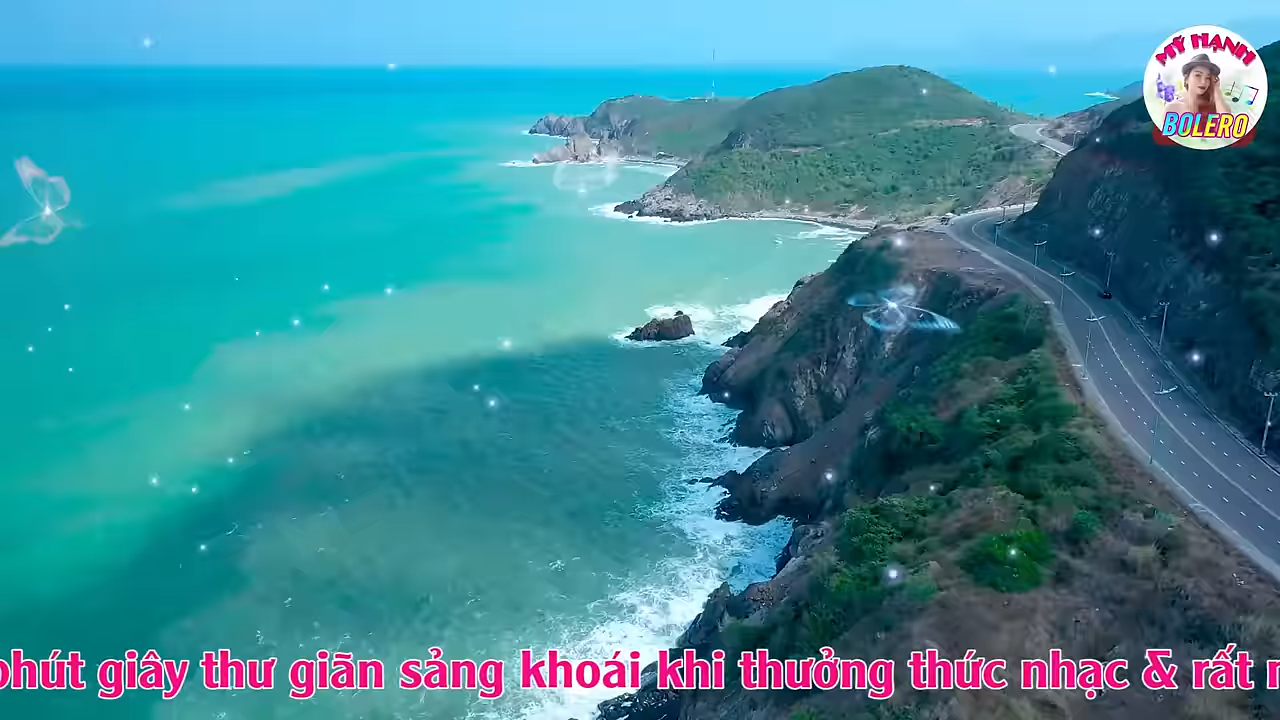 MỸ HẠNH
BOLERO
phút giây thư giãn sảng khoái khi thưởng thức nhạc & rất